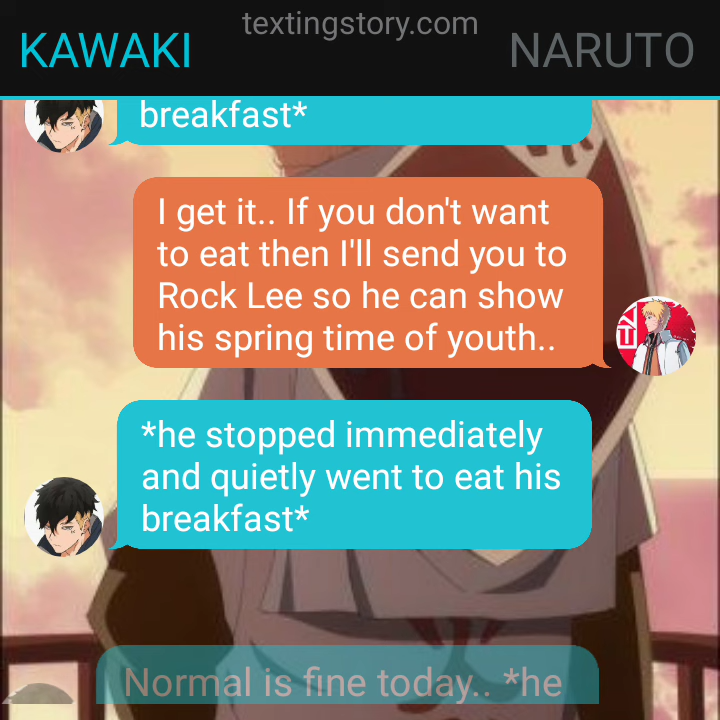 textingstory.com
KAWAKI
NARUTO
breakfast*
I get it.. If you don't want
to eat then I'll send you to
Rock Lee so he can show
his spring time of youth..
*he stopped immediately
and quietly went to eat his
breakfast*
Normal is fine today.. *he